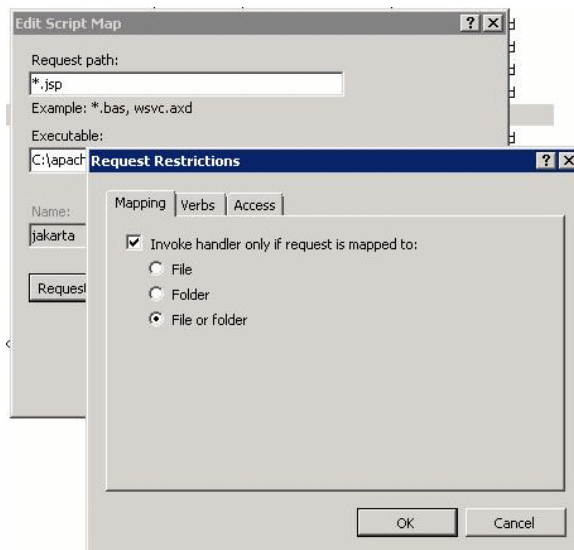 Edit Script Map
Request path:
*.jsp
Example: *.bas, wsvc.axd
Executable:
C:\apach
Request Restrictions
Name:
jakarta
Request
Mapping Verbs Access
Invoke handler only if request is mapped to:
File
Folder
File or folder
OK Cancel